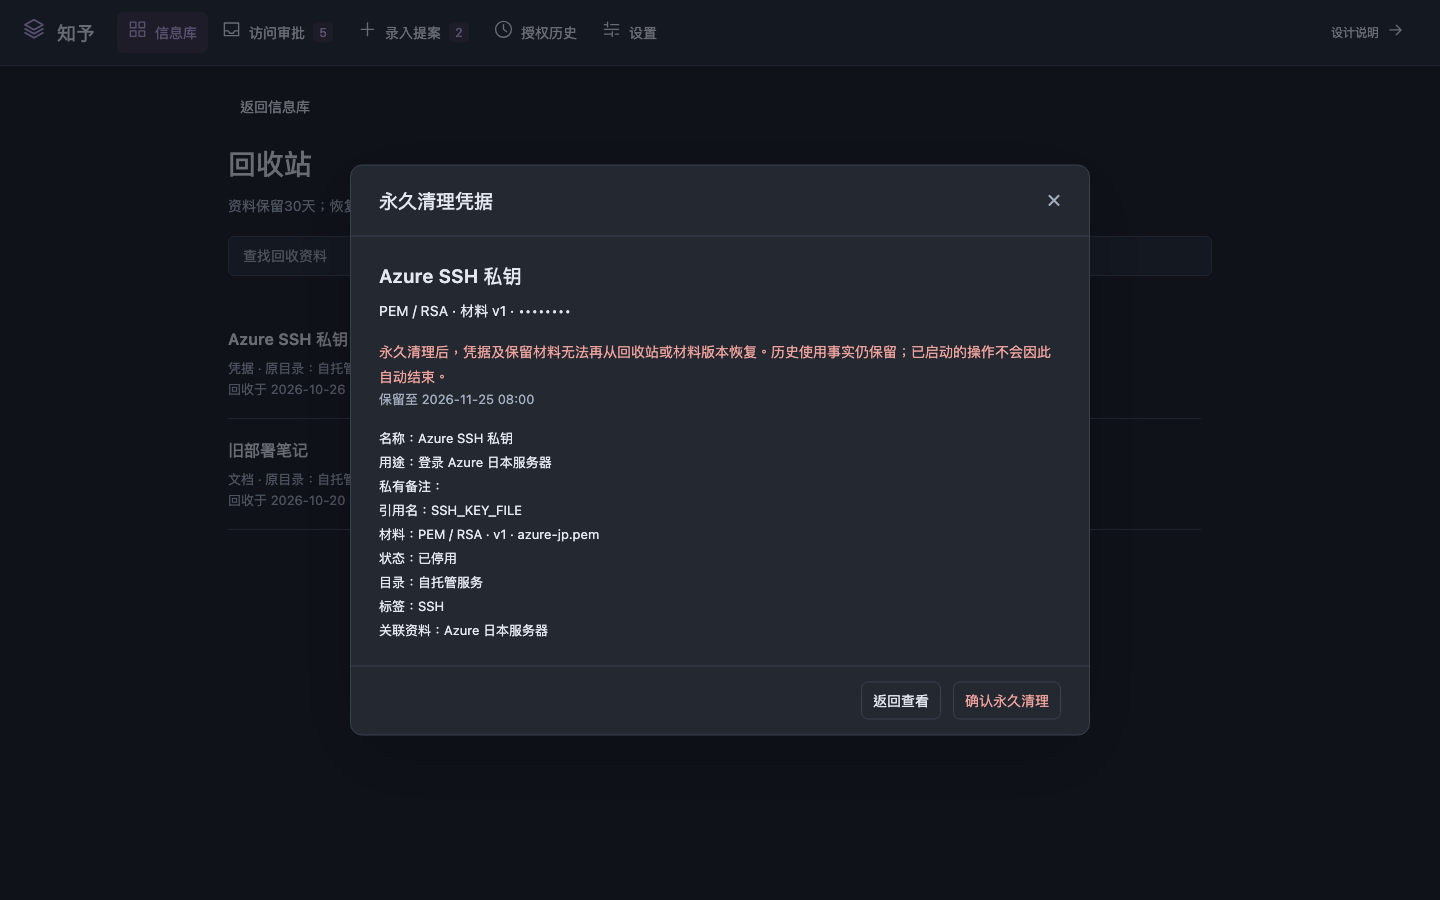 知予
信息库
访问审批 5
录入提案 2
授权历史
设置
设计说明
返回信息库
回收站
资料保留30天；恢
查找回收资料
Azure SSH 私钥
凭据 · 原目录：自托
回收于 2026-10-26
旧部署笔记
文档 · 原目录：自托
回收于 2026-10-20
永久清理凭据
Azure SSH 私钥
PEM / RSA · 材料 v1 · ••••••••
永久清理后，凭据及保留材料无法再从回收站或材料版本恢复。历史使用事实仍保留；已启动的操作不会因此
自动结束。
保留至 2026-11-25 08:00
名称：Azure SSH 私钥
用途：登录 Azure 日本服务器
私有备注：
引用名：SSH_KEY_FILE
材料：PEM / RSA · v1 · azure-jp.pem
状态：已停用
目录：自托管服务
标签：SSH
关联资料：Azure 日本服务器
返回查看
确认永久清理